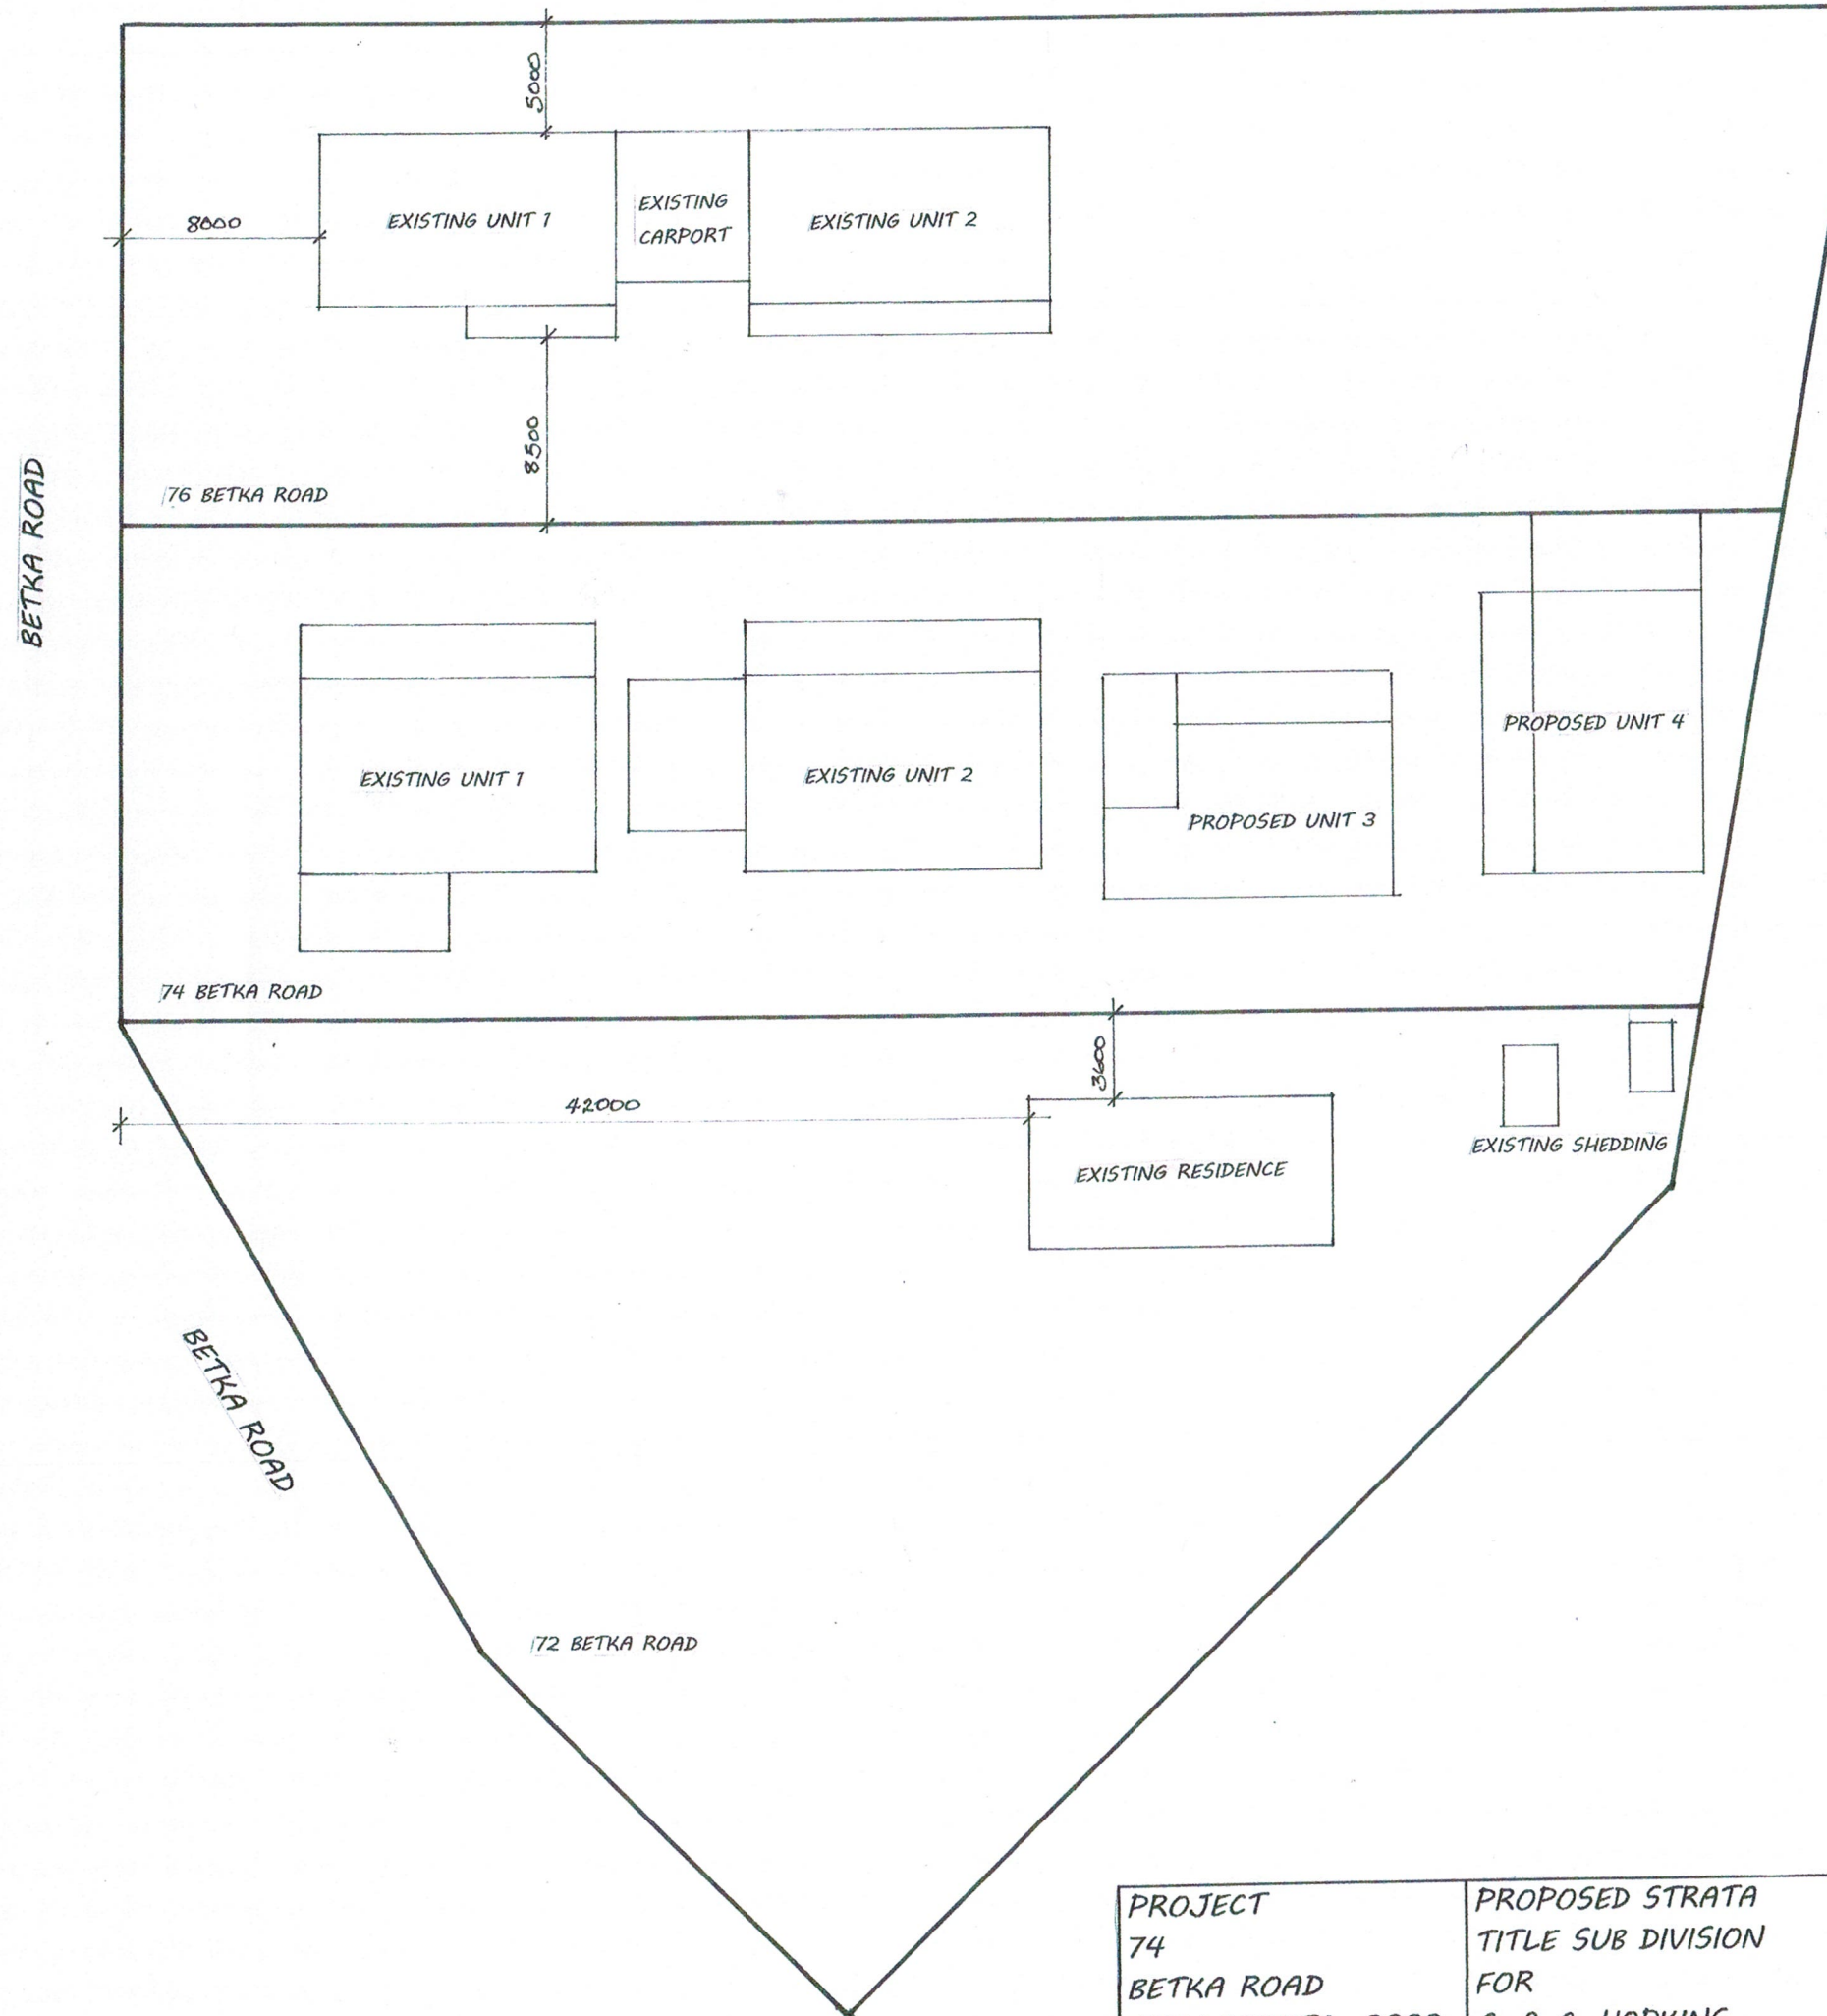 5000
8000
EXISTING UNIT 1
EXISTING
CARPORT
EXISTING UNIT 2
8500
76 BETKA ROAD
BETKA ROAD
EXISTING UNIT 1
EXISTING UNIT 2
PROPOSED UNIT 3
PROPOSED UNIT 4
74 BETKA ROAD
3600
42000
EXISTING RESIDENCE
EXISTING SHEDDING
BETKA ROAD
72 BETKA ROAD
PROJECT
74
BETKA ROAD
PROPOSED STRATA
TITLE SUB DIVISION
FOR